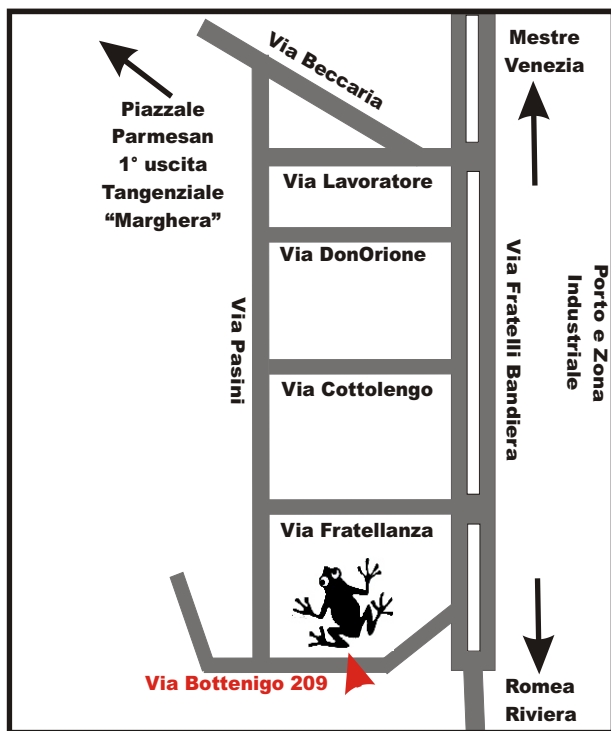 Mestre
Venezia
Via Beccaria
Piazzale
Parmesan
1° uscita
Tangenziale
“Marghera”
Via Lavoratore
Via DonOrione
Via Pasini
Via Fratelli Bandiera
Porto e Zona
Industriale
Via Cottolengo
Via Fratellanza
Via Bottenigo 209
Romea
Riviera